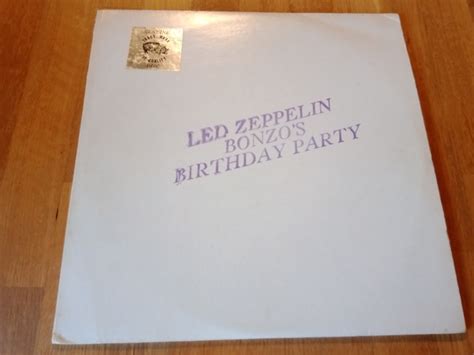 LED ZEPPELIN
BONZO'S
BIRTHDAY PARTY